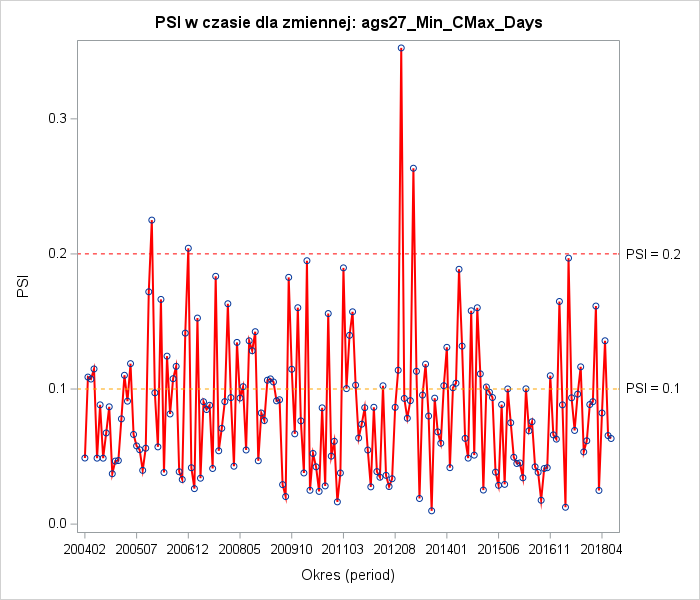 PSI w czasie dla zmiennej: ags27_Min_CMax_Days
PSI
0.3
0.2
0.1
0.0
PSI = 0.2
PSI = 0.1
200402 200507 200612 200805 200910 201103 201208 201401 201506 201611 201804
Okres (period)